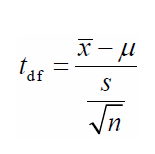 t_df = (x̅ − μ) / (s / √n)